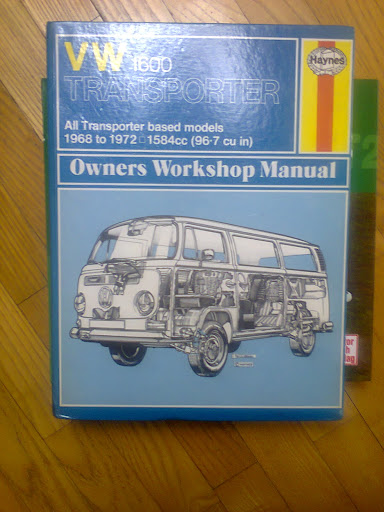 VW 1600
Haynes
TRANSPORTER
All Transporter based models
1968 to 1972 □ 1584cc (96·7 cu in)
Owners Workshop Manual
T2